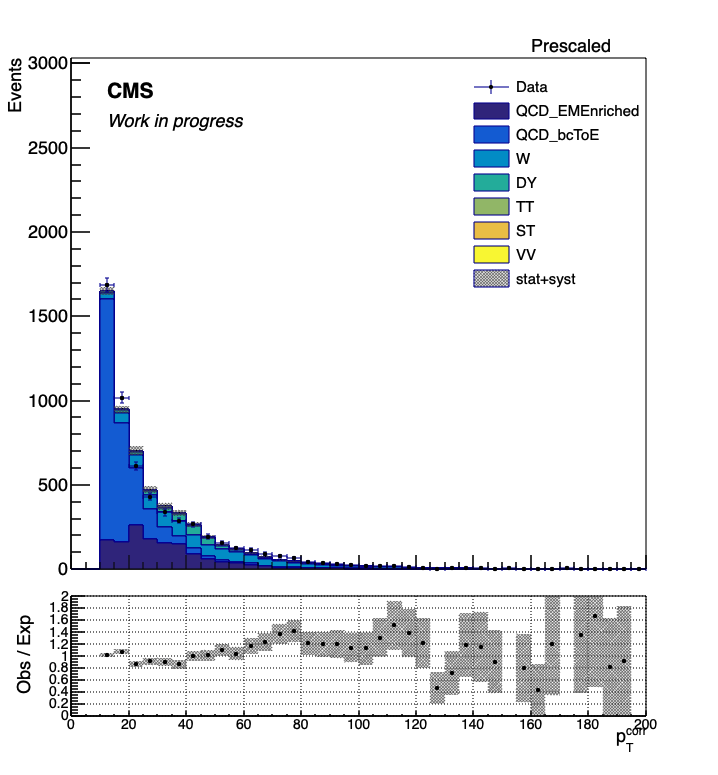 Prescaled
Events
3000
2500
2000
1500
1000
500
0
CMS
Work in progress
Data
QCD_EMEnriched
QCD_bcToE
W
DY
TT
ST
VV
stat+syst
Obs / Exp
2
1.8
1.6
1.4
1.2
1
0.8
0.6
0.4
0.2
0
0 20 40 60 80 100 120 140 160 180 200
p_T^corr